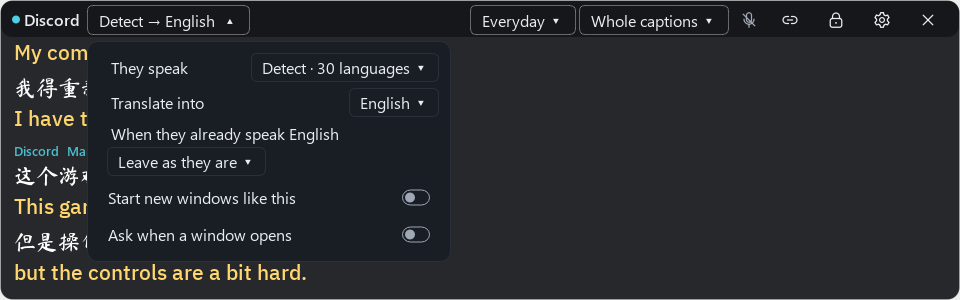 Discord Detect → English ▲ Everyday ▼ Whole captions ▼
My com
They speak Detect · 30 languages ▼
我得重
I have t
Translate into English ▼
When they already speak English
Discord Ma
Leave as they are ▼
这个游
This gar
Start new windows like this
但是操
Ask when a window opens
but the controls are a bit hard.